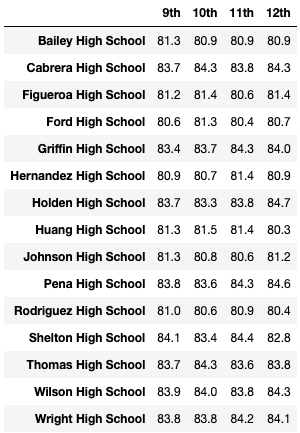 9th 10th 11th 12th
Bailey High School 81.3 80.9 80.9 80.9
Cabrera High School 83.7 84.3 83.8 84.3
Figueroa High School 81.2 81.4 80.6 81.4
Ford High School 80.6 81.3 80.4 80.7
Griffin High School 83.4 83.7 84.3 84.0
Hernandez High School 80.9 80.7 81.4 80.9
Holden High School 83.7 83.3 83.8 84.7
Huang High School 81.3 81.5 81.4 80.3
Johnson High School 81.3 80.8 80.6 81.2
Pena High School 83.8 83.6 84.3 84.6
Rodriguez High School 81.0 80.6 80.9 80.4
Shelton High School 84.1 83.4 84.4 82.8
Thomas High School 83.7 84.3 83.6 83.8
Wilson High School 83.9 84.0 83.8 84.3
Wright High School 83.8 83.8 84.2 84.1